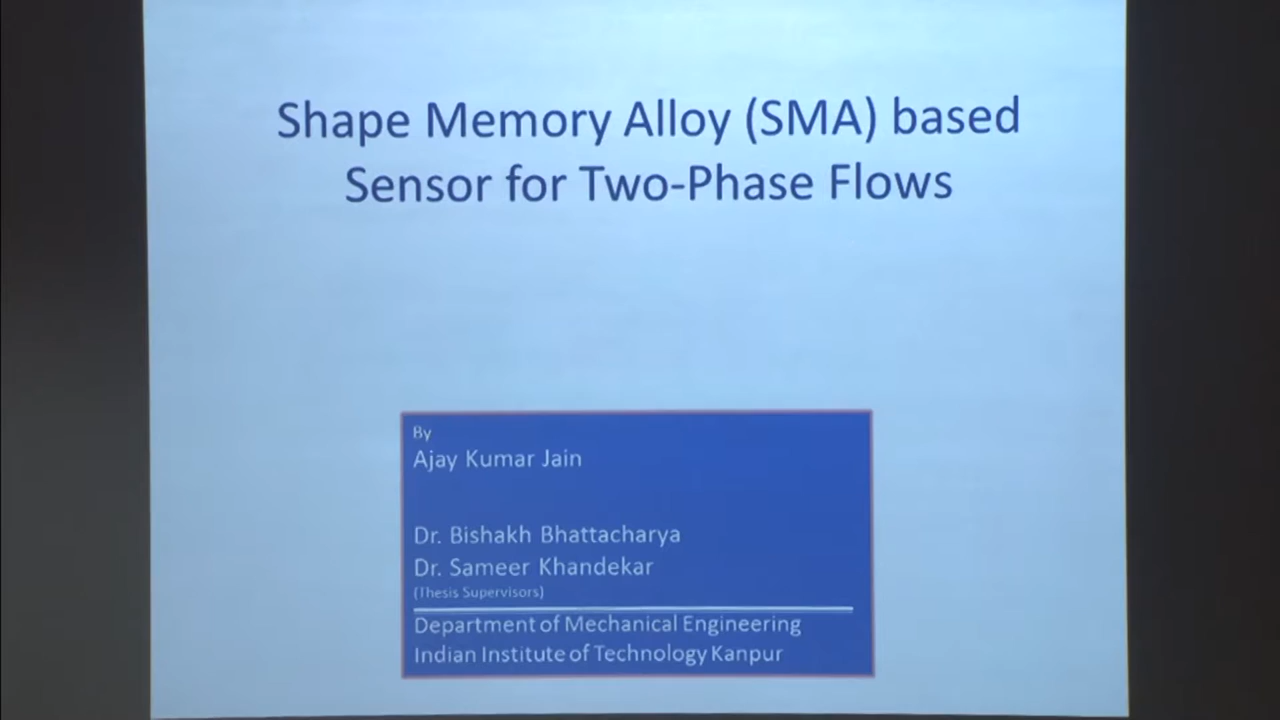 Shape Memory Alloy (SMA) based
Sensor for Two-Phase Flows
By
Ajay Kumar Jain
Dr. Bishakh Bhattacharya
Dr. Sameer Khandekar
(Thesis Supervisors)
Department of Mechanical Engineering
Indian Institute of Technology Kanpur